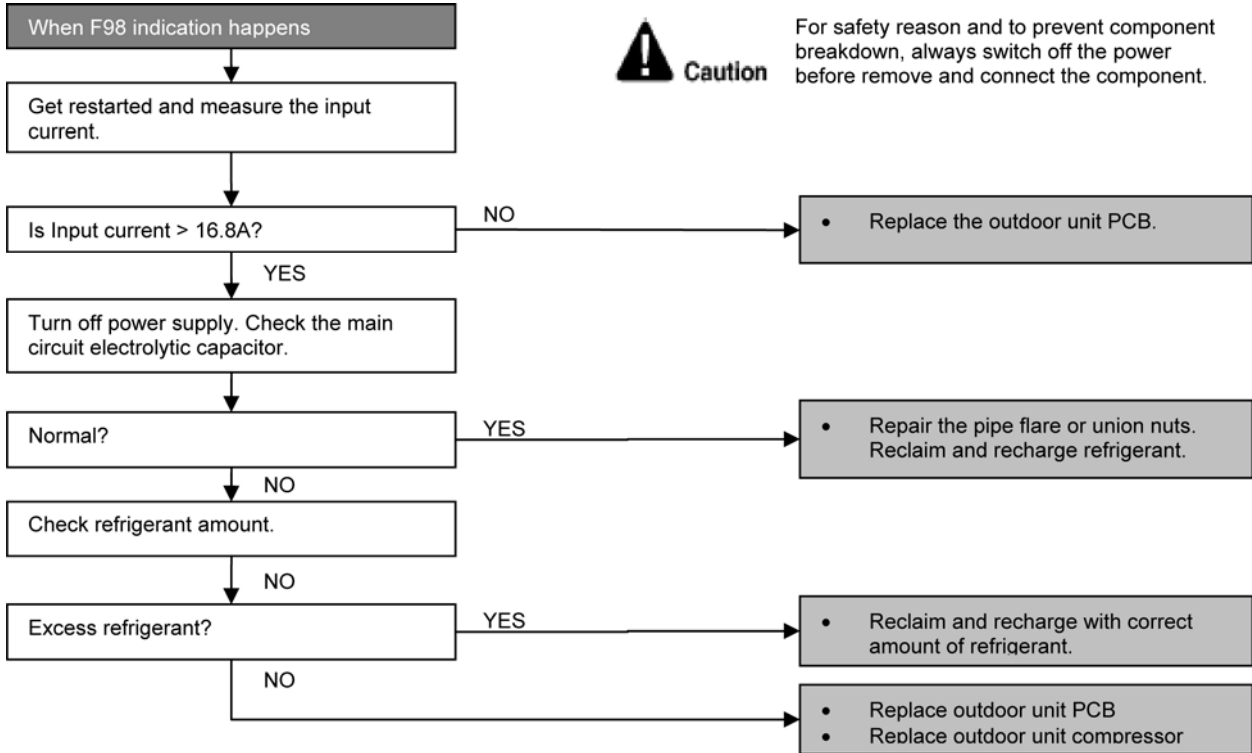 When F98 indication happens
For safety reason and to prevent component
breakdown, always switch off the power
before remove and connect the component.
Caution
Get restarted and measure the input
current.
Is Input current > 16.8A?
NO
• Replace the outdoor unit PCB.
YES
Turn off power supply. Check the main
circuit electrolytic capacitor.
Normal?
YES
• Repair the pipe flare or union nuts.
Reclaim and recharge refrigerant.
NO
Check refrigerant amount.
NO
Excess refrigerant?
YES
• Reclaim and recharge with correct
amount of refrigerant.
NO
• Replace outdoor unit PCB
• Replace outdoor unit compressor